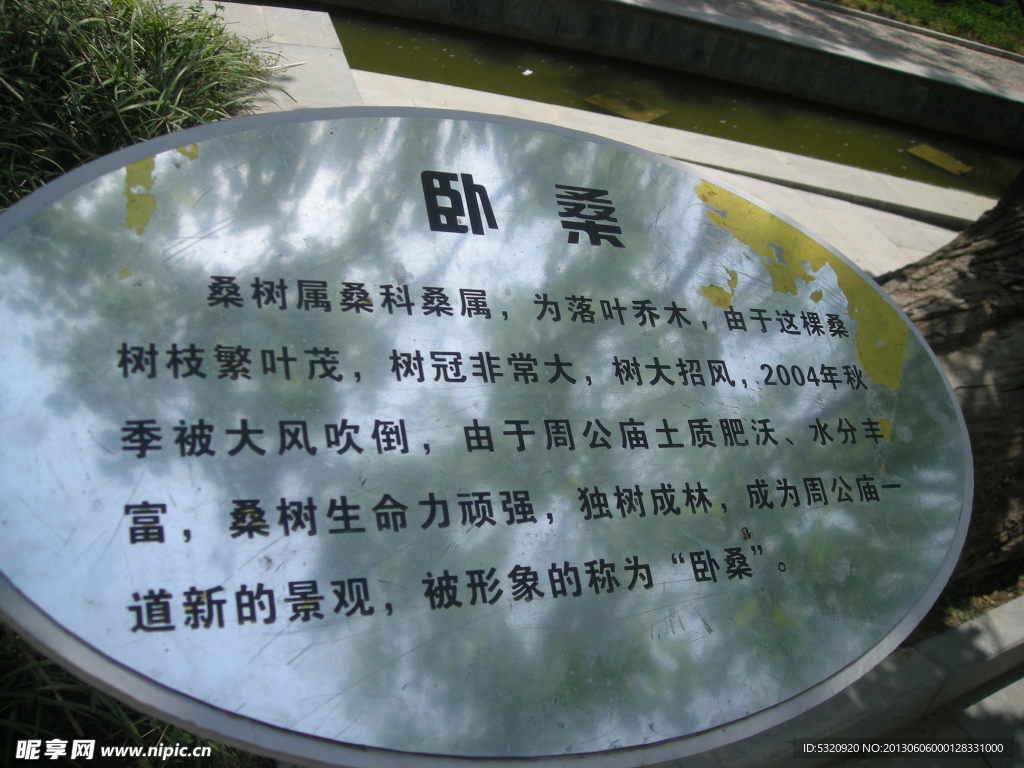 卧桑
桑树属桑科桑属，为落叶乔木，由于这棵桑
树枝繁叶茂，树冠非常大，树大招风，2004年秋
季被大风吹倒，由于周公庙土质肥沃、水分丰
富，桑树生命力顽强，独树成林，成为周公庙一
道新的景观，被形象的称为“卧桑”。
昵享网 www.nipic.cn
ID:5320920 NO:20130606000128331000